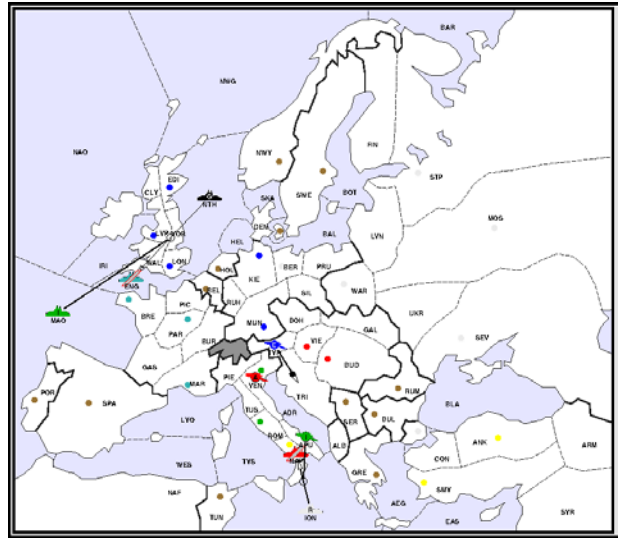 BAR
NWG
NAO
NWY
SWE
FIN
STP
MOS
CLY
EDI
NTH
SKA
BOT
LVN
DEN
BAL
HEL
LON
IRI
ENG
HOL
BEL
KIE
BER
PRU
WAR
UKR
RUH
SIL
MAO
BRE
PIC
PAR
MUN
BOH
GAL
SEV
BUR
VIE
BUD
GAS
MAR
PIE
VEN
TRI
RUM
POR
SPA
TUS
ADR
SER
BUL
BLA
LYO
ROM
APU
ALB
CON
ANK
ARM
WES
TYS
GRE
SMY
NAF
TUN
ION
AEG
EAS
SYR